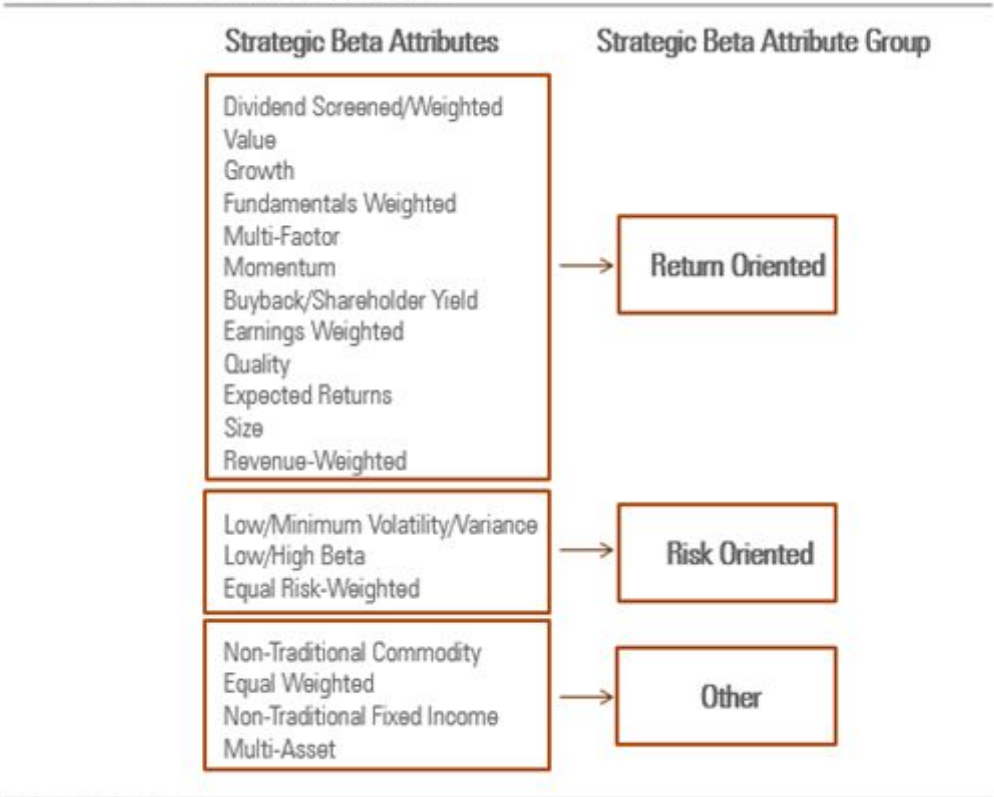 Strategic Beta Attributes
Strategic Beta Attribute Group
Dividend Screened/Weighted
Value
Growth
Fundamentals Weighted
Multi-Factor
Momentum
Buyback/Shareholder Yield
Earnings Weighted
Quality
Expected Returns
Size
Revenue-Weighted
Return Oriented
Low/Minimum Volatility/Variance
Low/High Beta
Equal Risk-Weighted
Risk Oriented
Non-Traditional Commodity
Equal Weighted
Non-Traditional Fixed Income
Multi-Asset
Other